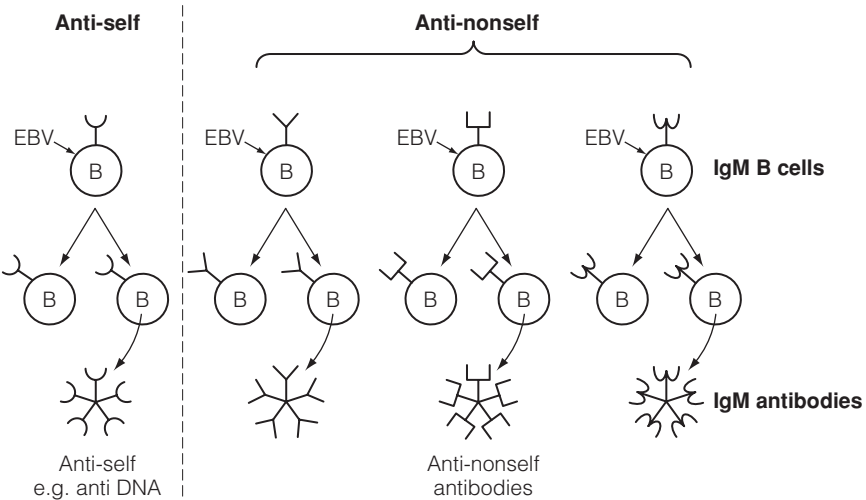 Anti-self
Anti-nonself
EBV
EBV
EBV
EBV
B
B
B
B
IgM B cells
B
B
B
B
B
B
B
B
IgM antibodies
Anti-self
e.g. anti DNA
Anti-nonself
antibodies